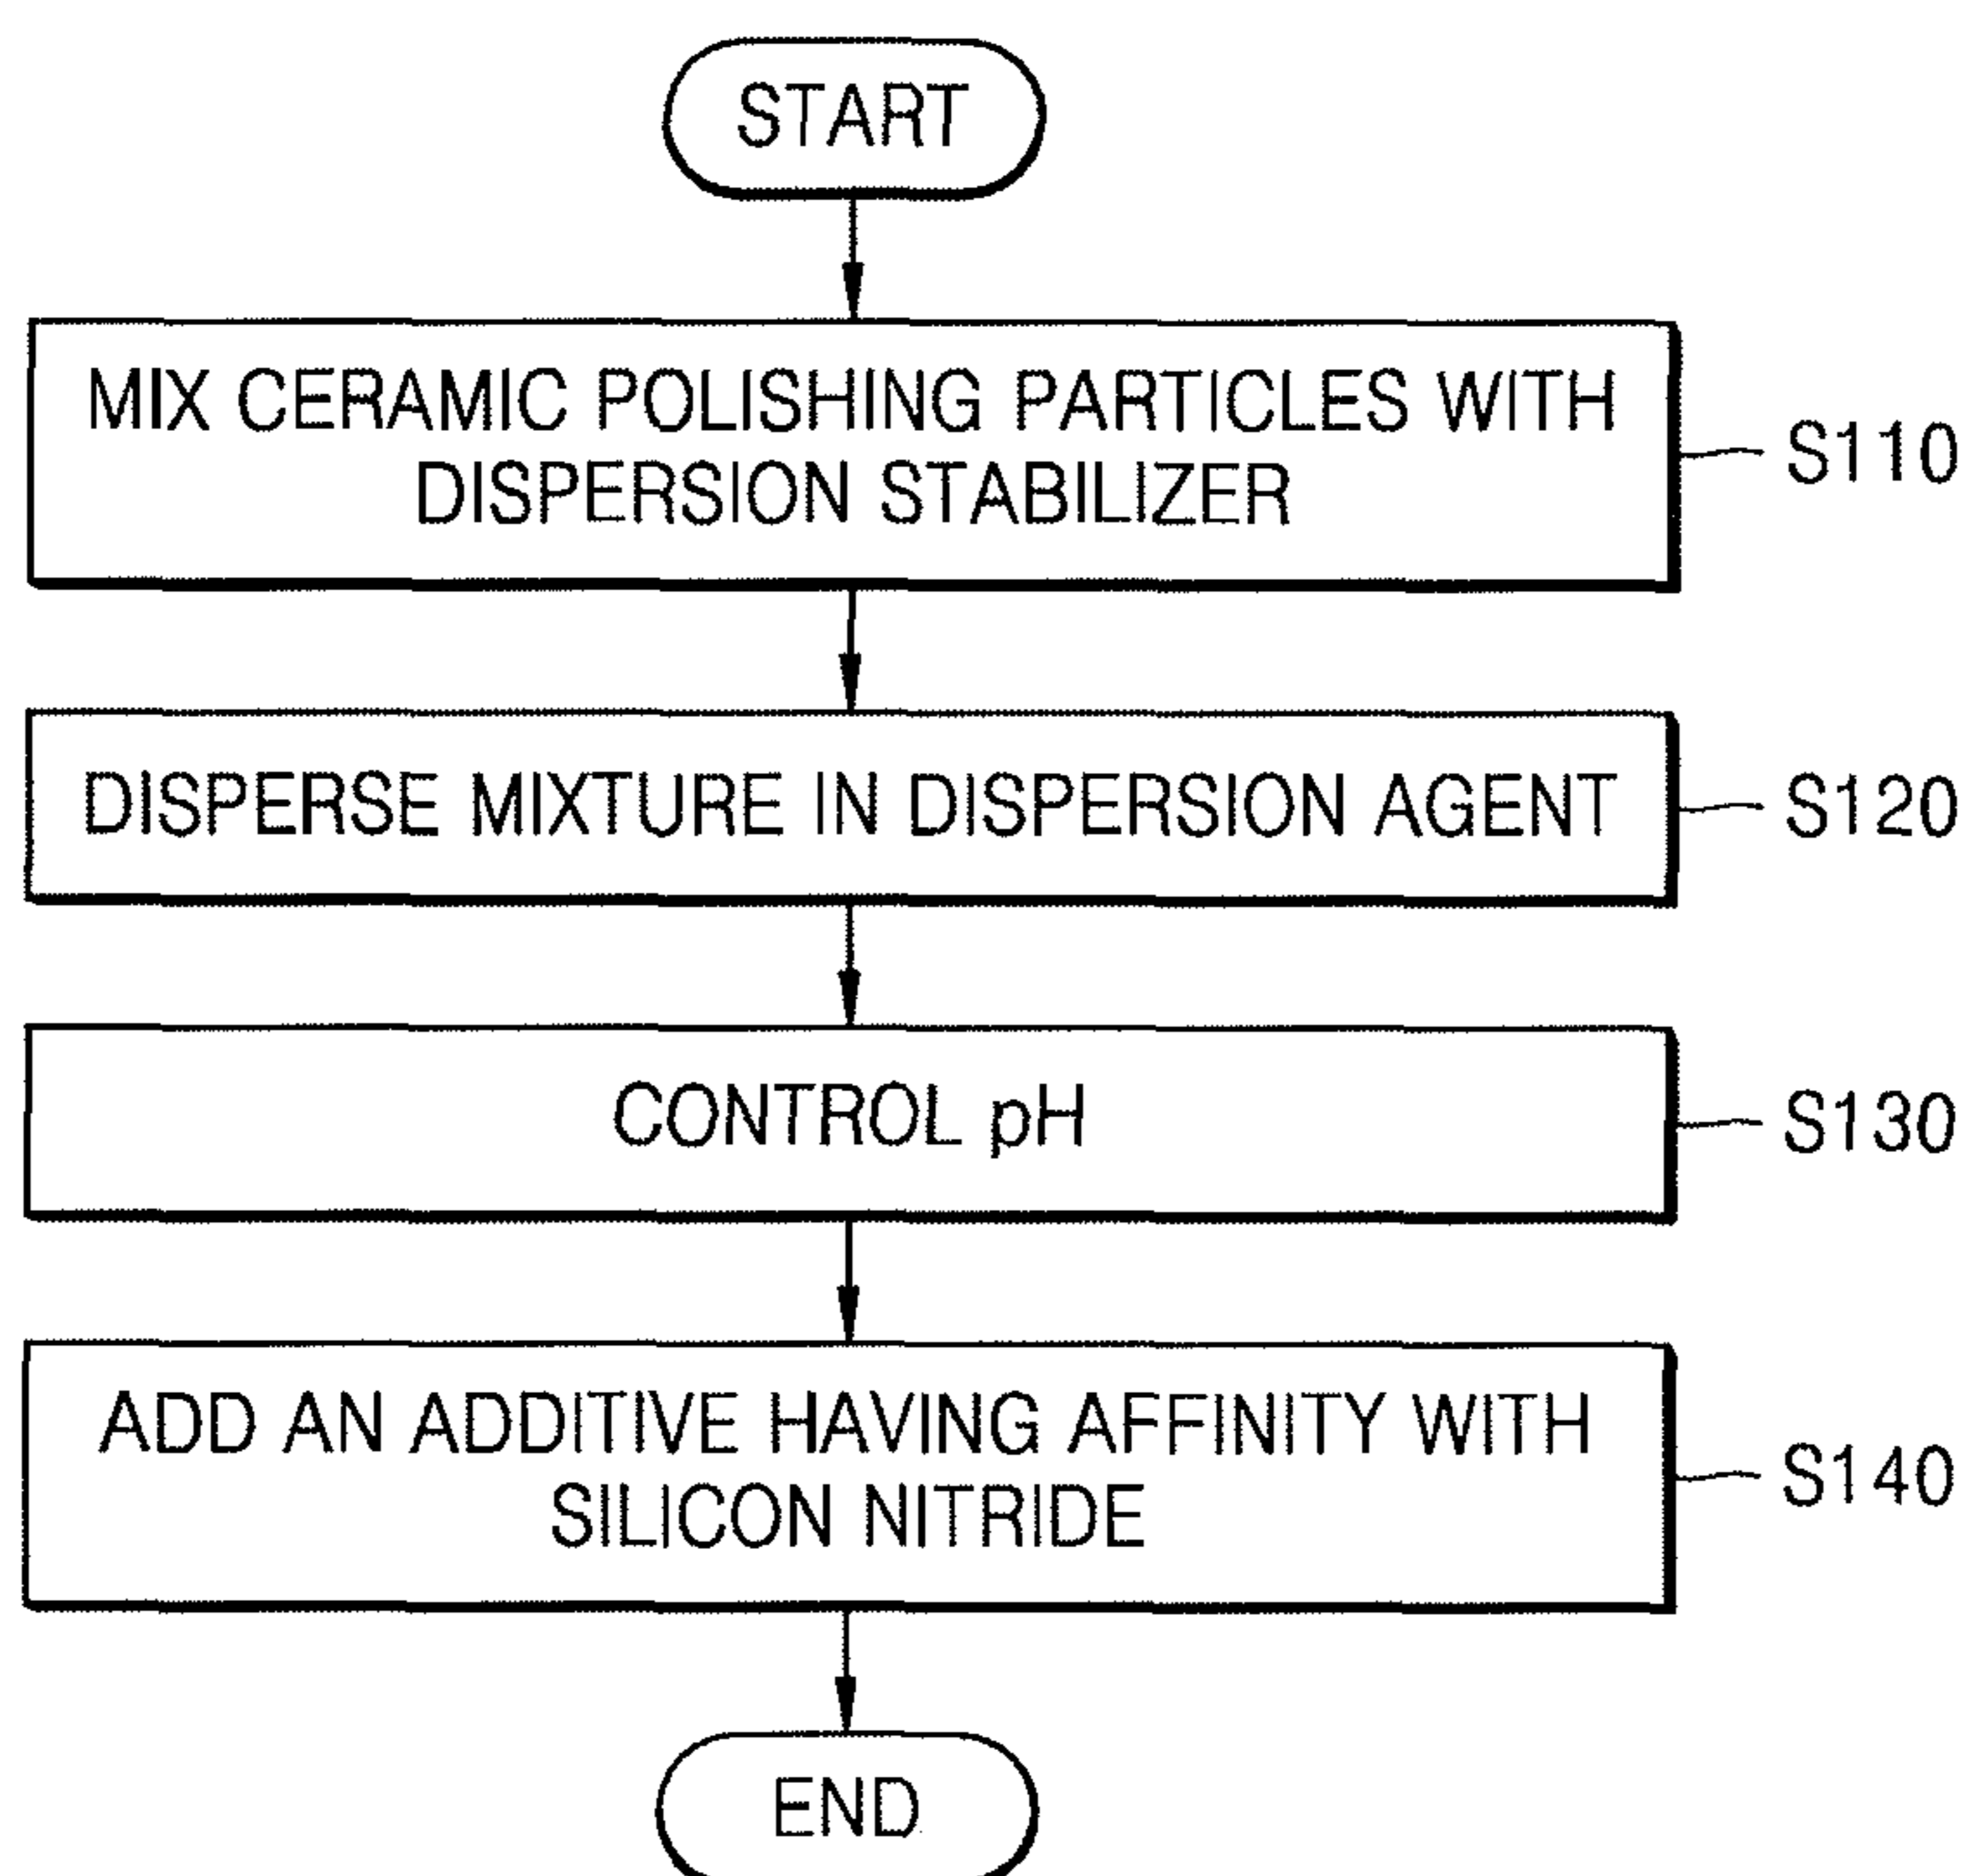 START
MIX CERAMIC POLISHING PARTICLES WITH
DISPERSION STABILIZER
S110
DISPERSE MIXTURE IN DISPERSION AGENT
S120
CONTROL pH
S130
ADD AN ADDITIVE HAVING AFFINITY WITH
SILICON NITRIDE
S140
END